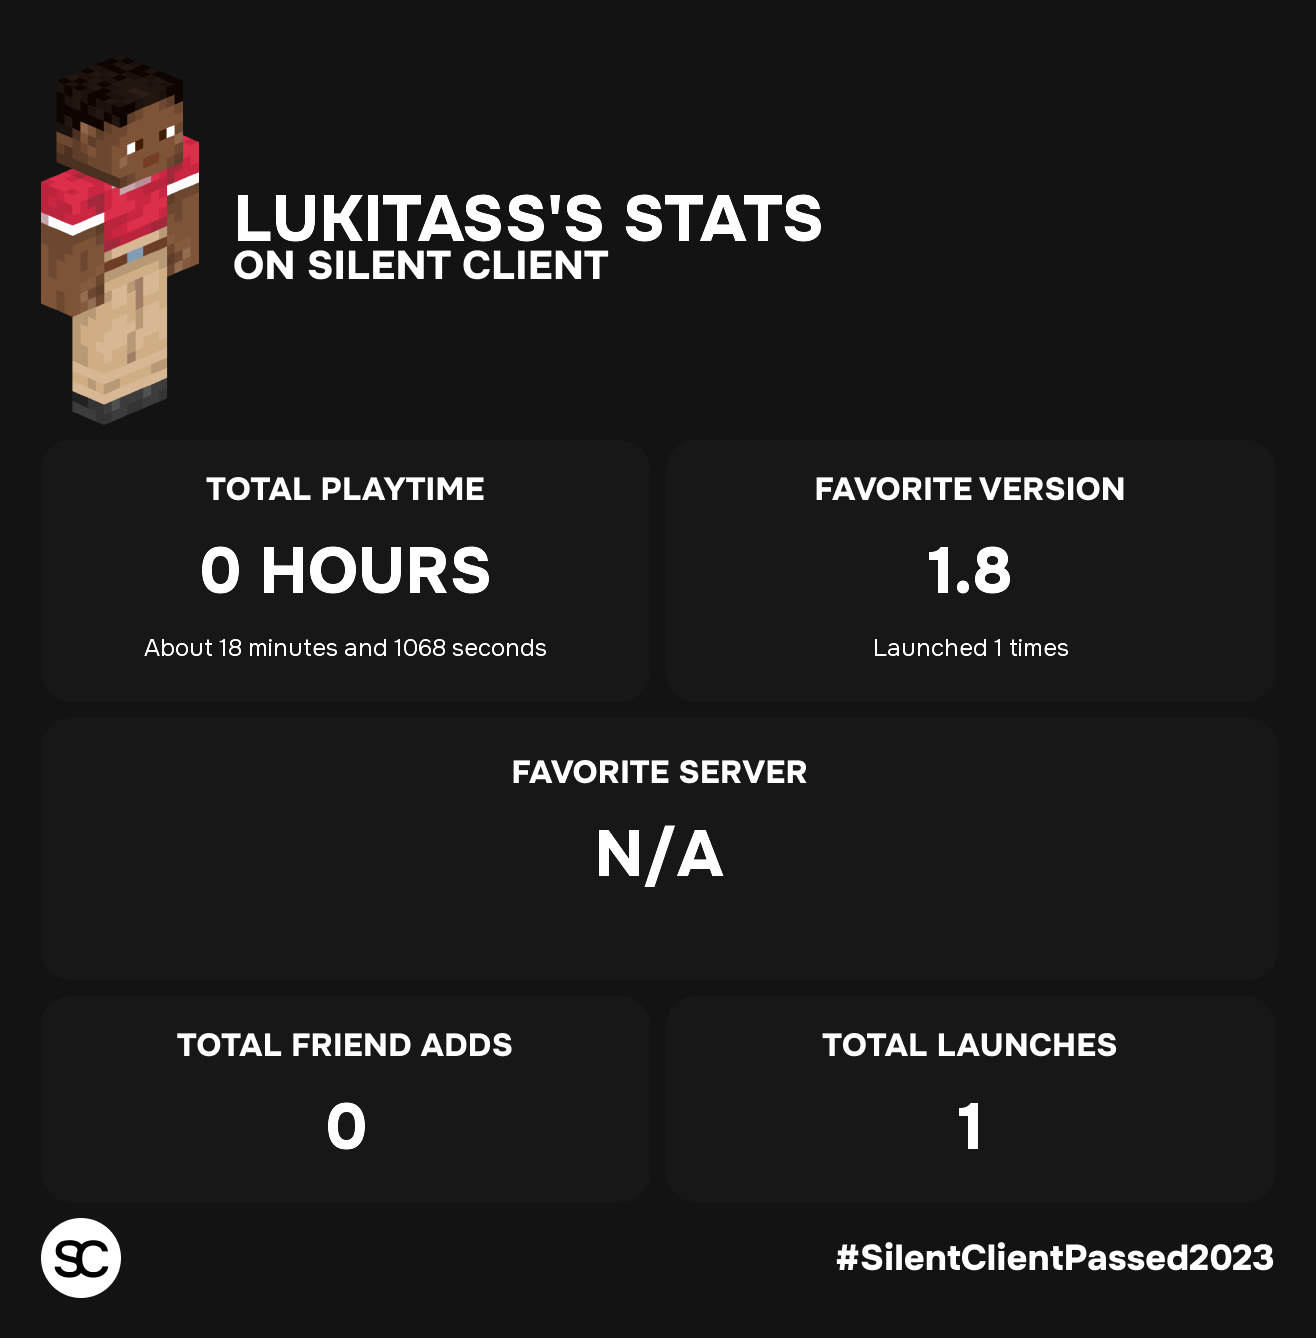 LUKITASS'S STATS
ON SILENT CLIENT
TOTAL PLAYTIME
0 HOURS
About 18 minutes and 1068 seconds
FAVORITE VERSION
1.8
Launched 1 times
FAVORITE SERVER
N/A
TOTAL FRIEND ADDS
0
TOTAL LAUNCHES
1
SC
#SilentClientPassed2023